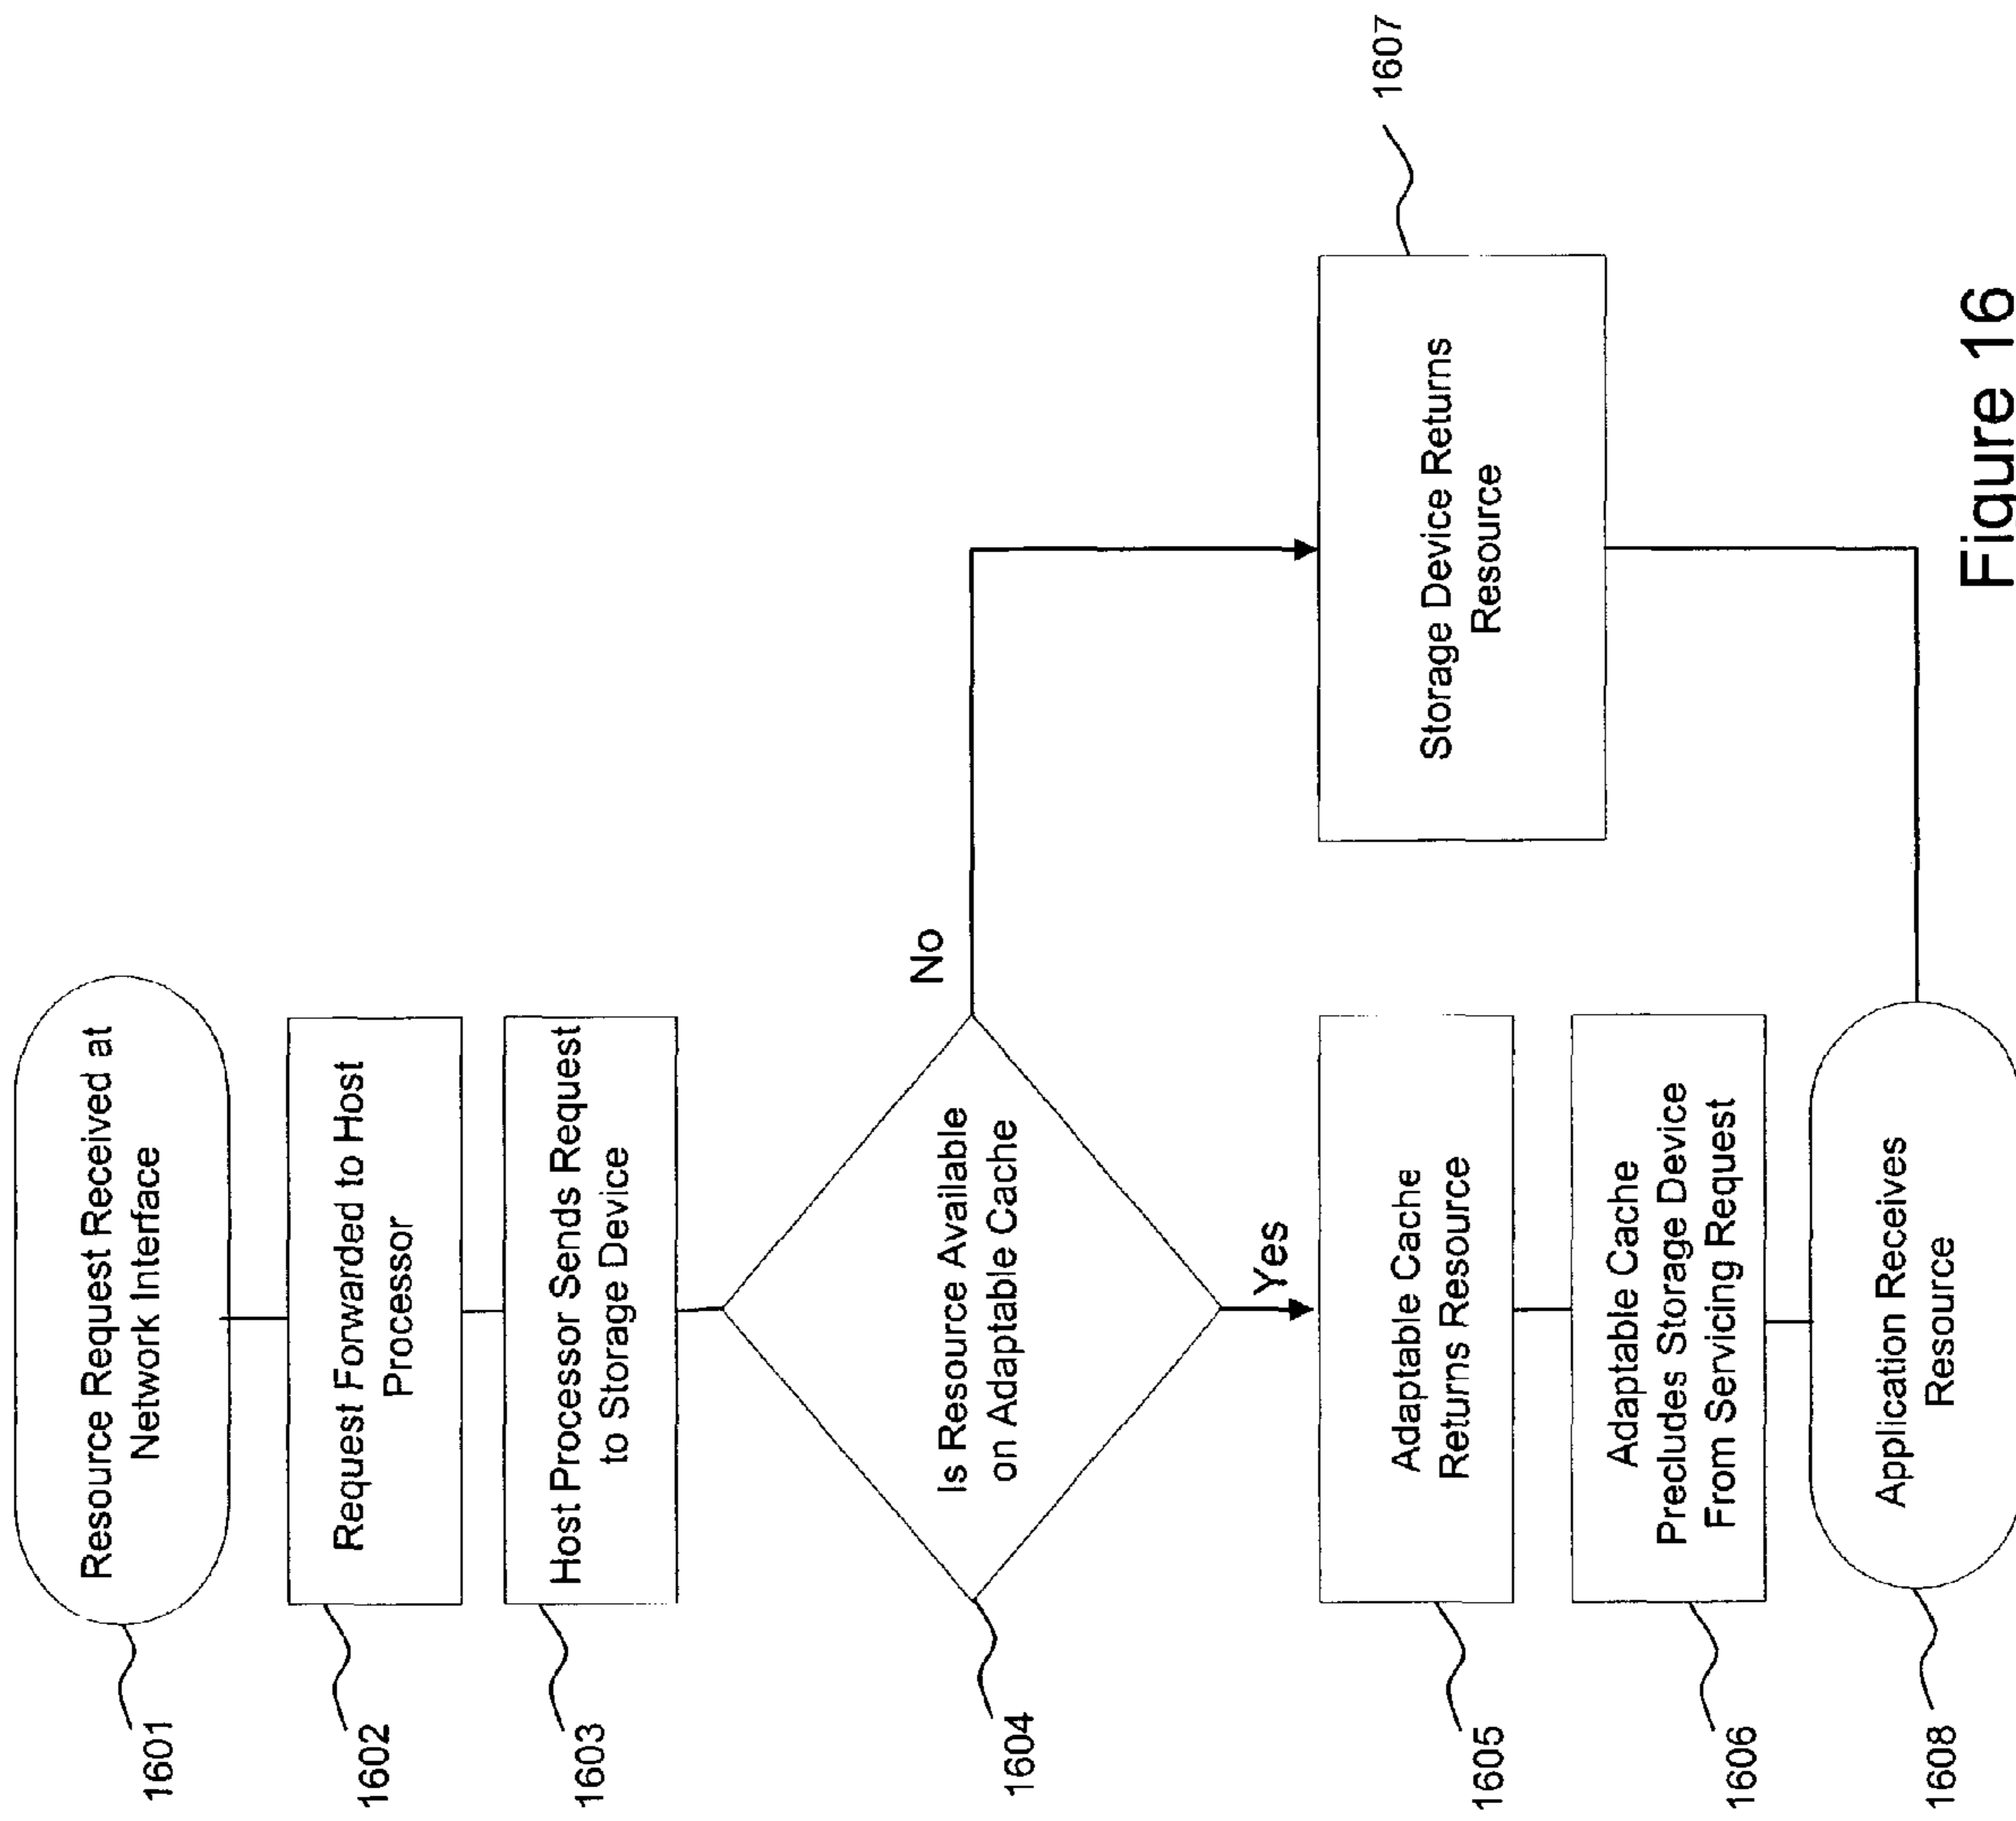 1601
Resource Request Received at
Network Interface
1602
Request Forwarded to Host
Processor
1603
Host Processor Sends Request
to Storage Device
1604
Is Resource Available
on Adaptable Cache
No
Yes
1605
Adaptable Cache
Returns Resource
1606
Adaptable Cache
Precludes Storage Device
From Servicing Request
1607
Storage Device Returns
Resource
1608
Application Receives
Resource
Figure 16